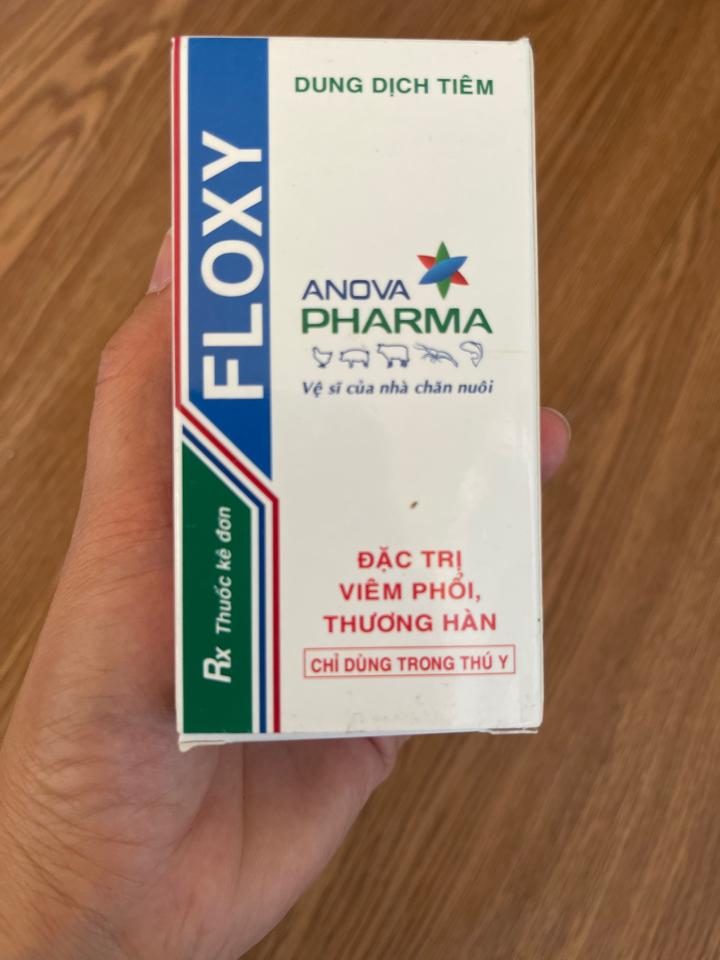 DUNG DỊCH TIÊM
FLOXY
ANOVA
PHARMA
Vệ sĩ của nhà chăn nuôi
Rx Thuốc kê đơn
ĐẶC TRỊ
VIÊM PHỔI,
THƯƠNG HÀN
CHỈ DÙNG TRONG THÚ Y